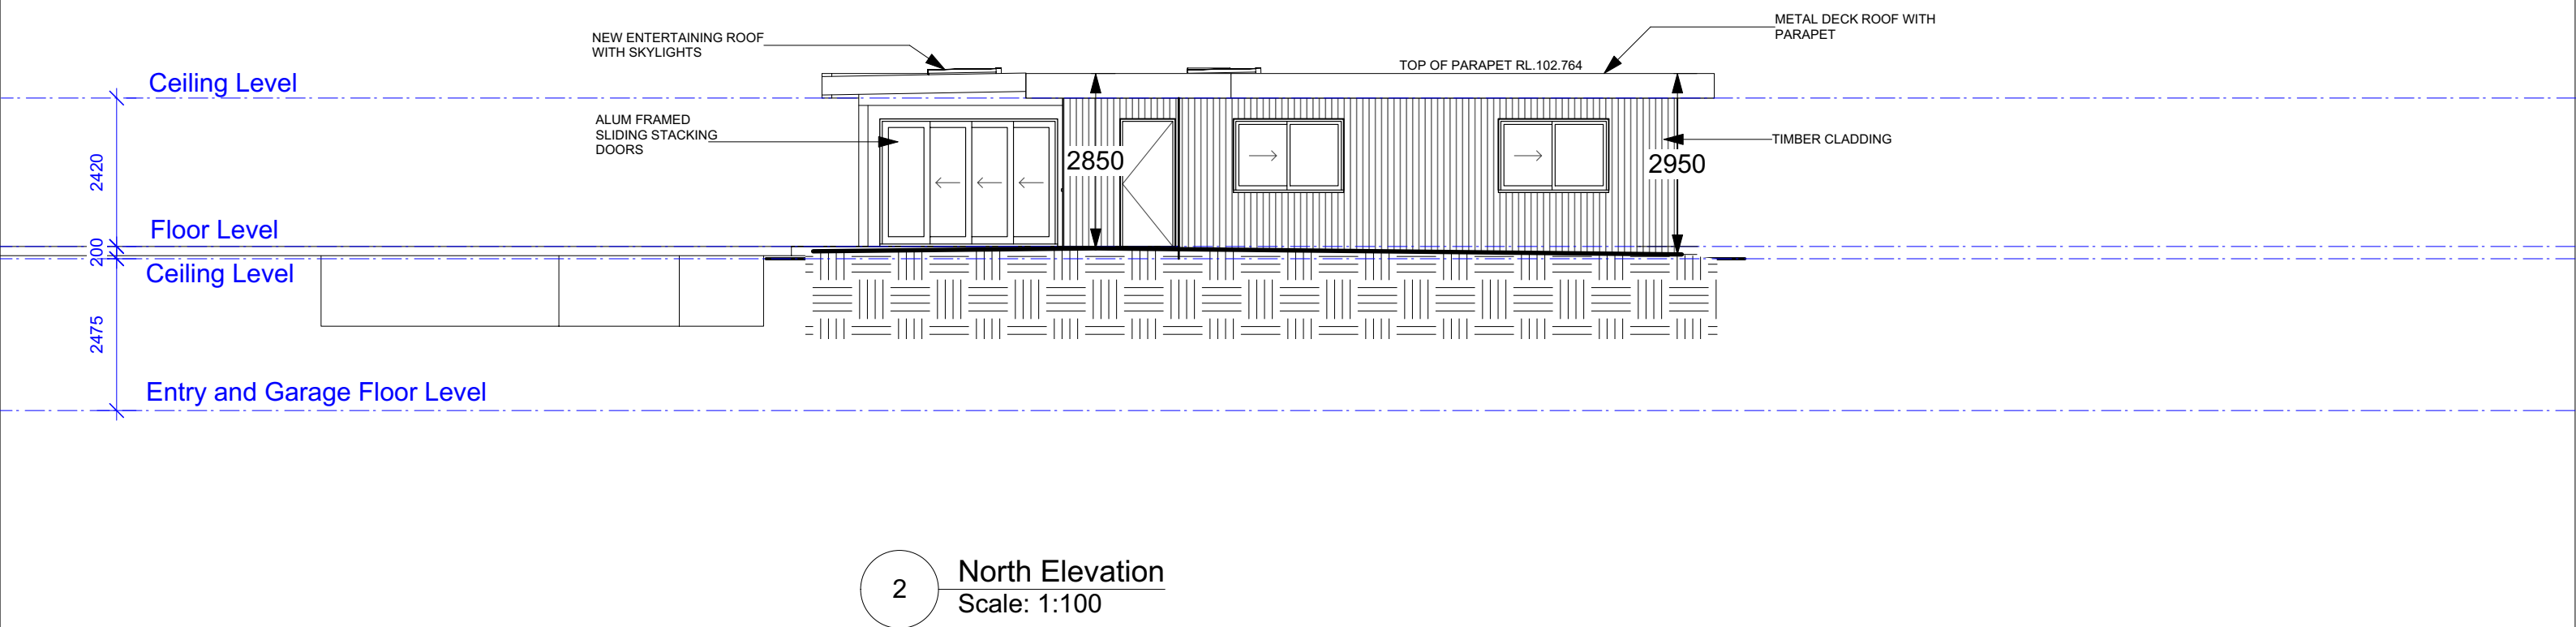 METAL DECK ROOF WITH
PARAPET
NEW ENTERTAINING ROOF
WITH SKYLIGHTS
TOP OF PARAPET RL.102.764
Ceiling Level
ALUM FRAMED
SLIDING STACKING
DOORS
TIMBER CLADDING
2420
2850
2950
Floor Level
200
Ceiling Level
2475
Entry and Garage Floor Level
2
North Elevation
Scale: 1:100